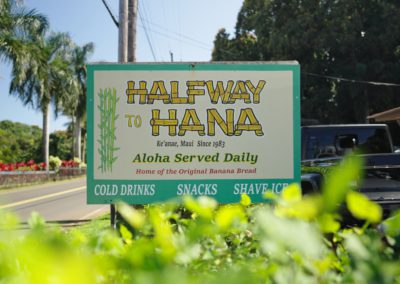 HALFWAY
TO HANA
Ke'anae, Maui Since 1983
Aloha Served Daily
Home of the Original Banana Bread
COLD DRINKS SNACKS SHAVE ICE